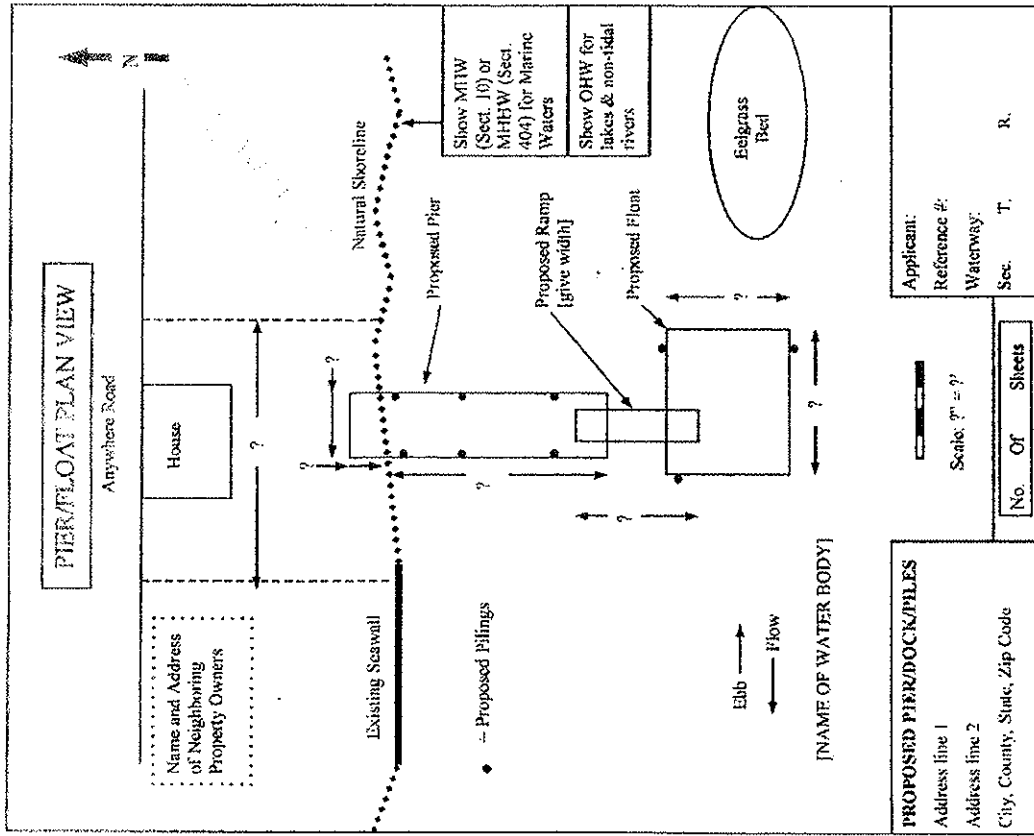 PIER/FLOAT PLAN VIEW
Anywhere Road
N
Name and Address
of Neighboring
Property Owners
House
?
?
?
Natural Shoreline
Existing Seawall
Show MHW
(Sect. 10) or
MHHW (Sect.
404) for Marine
Waters
Show OHW for
lakes & non-tidal
rivers
Proposed Pier
?
= Proposed Pilings
Proposed Ramp
[give width]
?
Proposed Float
?
?
Eelgrass
Bed
Ebb
Flow
[NAME OF WATER BODY]
PROPOSED PIER/DOCK/PILES
Address line 1
Address line 2
City, County, State, Zip Code
Scale: ?" = ?'
No. Of Sheets
Applicant:
Reference #:
Waterway:
Sec. T. R.